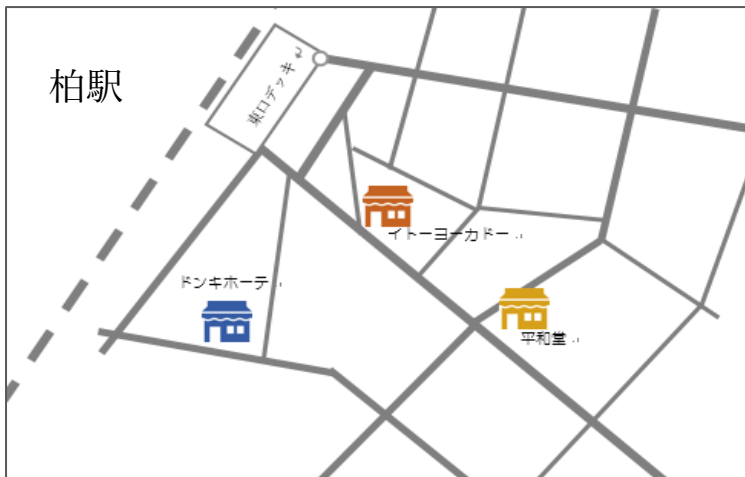 柏駅
東口デッキ
イトーヨーカドー
ドンキホーテ
平和堂